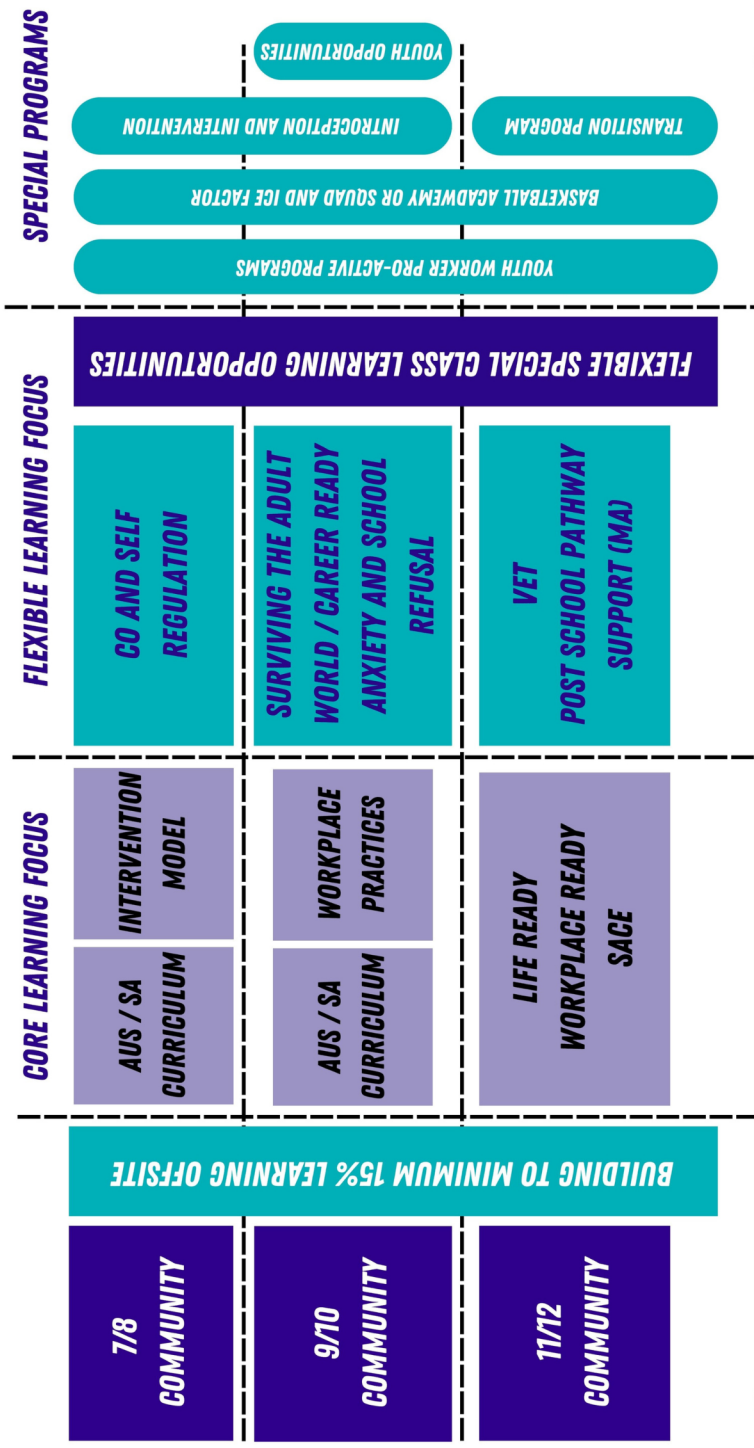 CORE LEARNING FOCUS
FLEXIBLE LEARNING FOCUS
SPECIAL PROGRAMS
7/8
COMMUNITY
BUILDING TO MINIMUM 15% LEARNING OFFSITE
AUS / SA
CURRICULUM
INTERVENTION
MODEL
CO AND SELF
REGULATION
FLEXIBLE SPECIAL CLASS LEARNING OPPORTUNITIES
YOUTH WORKER PRO-ACTIVE PROGRAMS
BASKETBALL ACADWEMY OR SQUAD AND ICE FACTOR
INTROCEPTION AND INTERVENTION
YOUTH OPPORTUNITIES
9/10
COMMUNITY
AUS / SA
CURRICULUM
WORKPLACE
PRACTICES
SURVIVING THE ADULT
WORLD / CAREER READY
ANXIETY AND SCHOOL
REFUSAL
11/12
COMMUNITY
LIFE READY
WORKPLACE READY
SACE
VET
POST SCHOOL PATHWAY
SUPPORT (MA)
TRANSITION PROGRAM